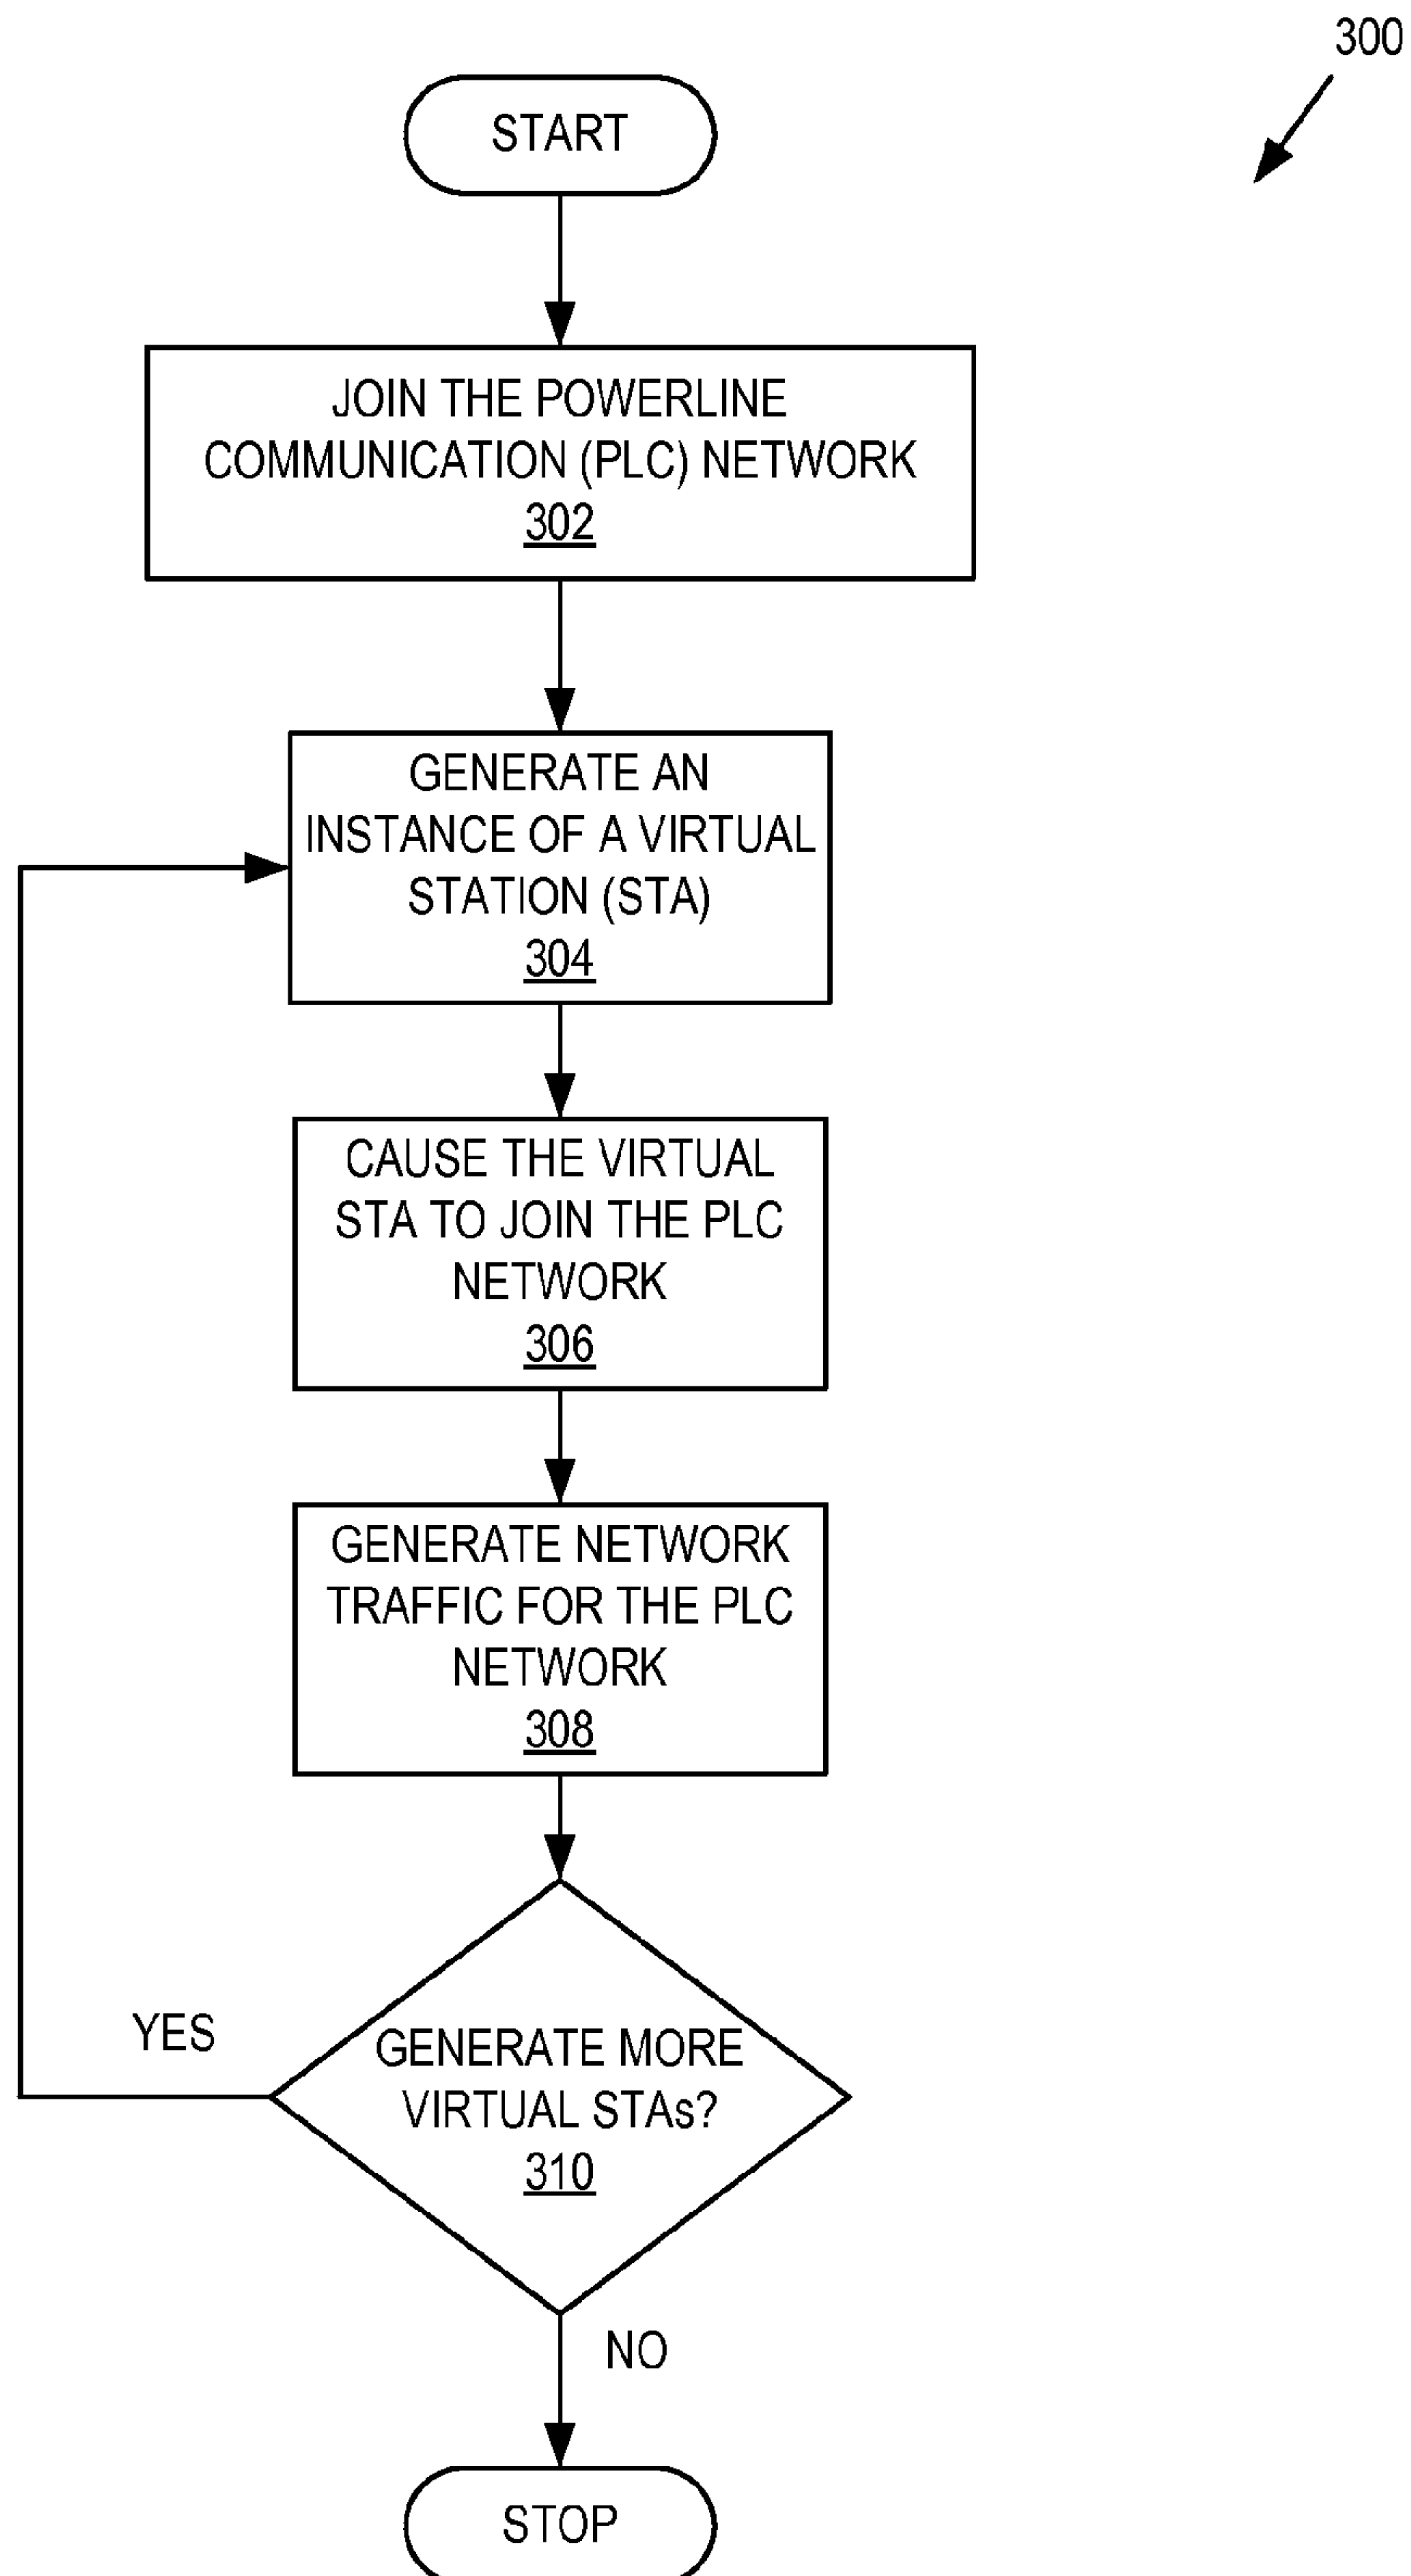 300
START
JOIN THE POWERLINE
COMMUNICATION (PLC) NETWORK
302
GENERATE AN
INSTANCE OF A VIRTUAL
STATION (STA)
304
CAUSE THE VIRTUAL
STA TO JOIN THE PLC
NETWORK
306
GENERATE NETWORK
TRAFFIC FOR THE PLC
NETWORK
308
YES
GENERATE MORE
VIRTUAL STAs?
310
NO
STOP